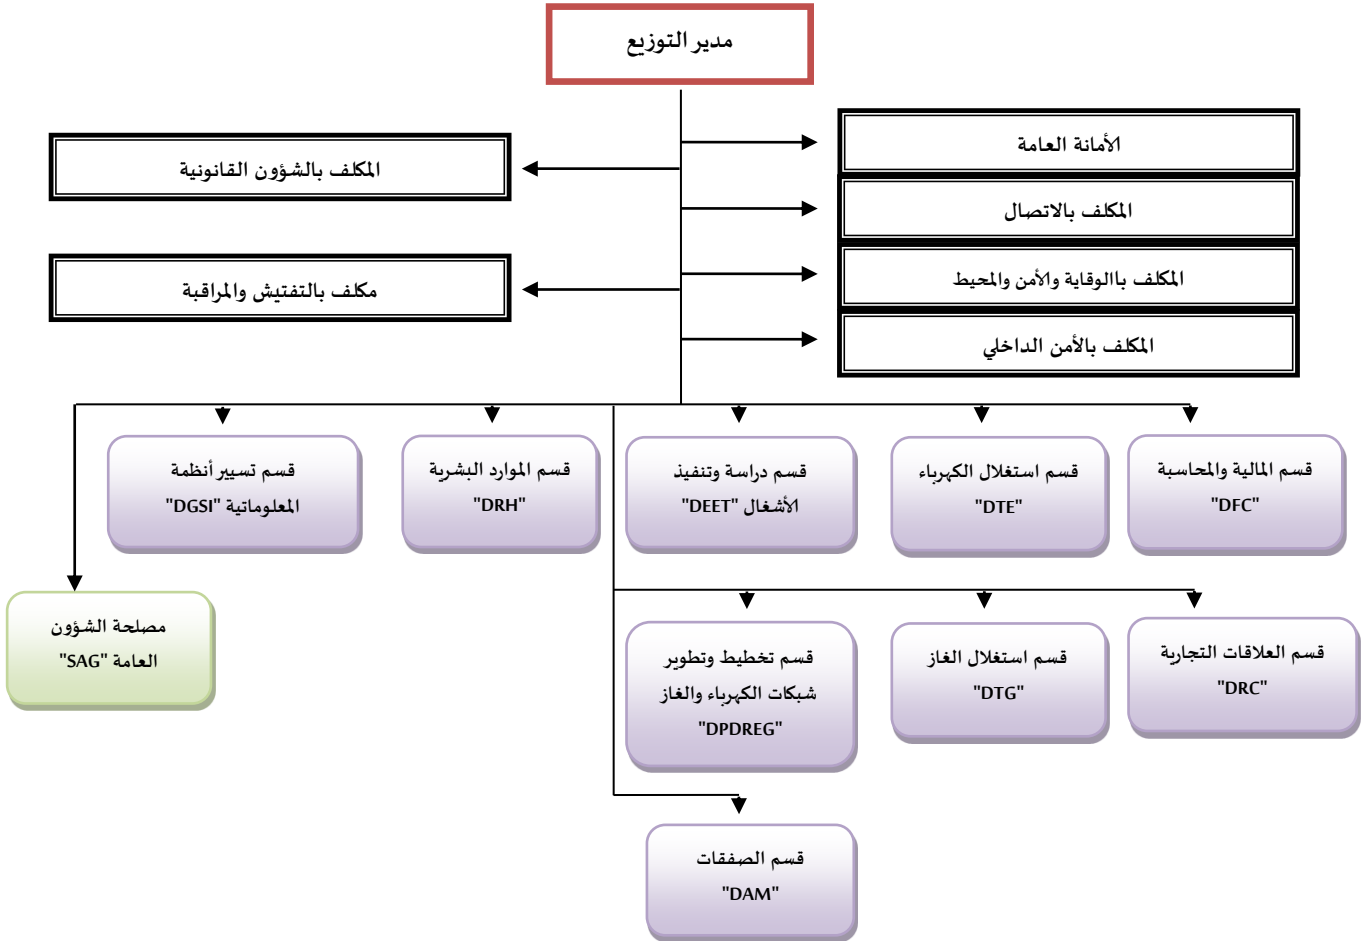 مدير التوزيع
الأمانة العامة
المكلف بالشؤون القانونية
المكلف بالاتصال
المكلف باالوقاية والأمن والمحيط
مكلف بالتفتيش والمراقبة
المكلف بالأمن الداخلي
قسم المالية والمحاسبة
"DFC"
قسم استغلال الكهرباء
"DTE"
قسم دراسة وتنفيذ
الأشغال "DEET"
قسم الموارد البشرية
"DRH"
قسم تسيير أنظمة
المعلوماتية "DGSI"
مصلحة الشؤون
العامة "SAG"
قسم العلاقات التجارية
"DRC"
قسم استغلال الغاز
"DTG"
قسم تخطيط وتطوير
شبكات الكهرباء والغاز
"DPDREG"
قسم الصفقات
"DAM"